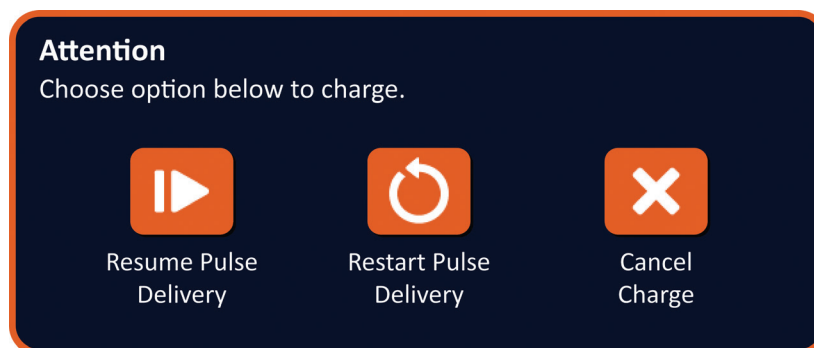 Attention
Choose option below to charge.
Resume Pulse
Delivery
Restart Pulse
Delivery
Cancel
Charge